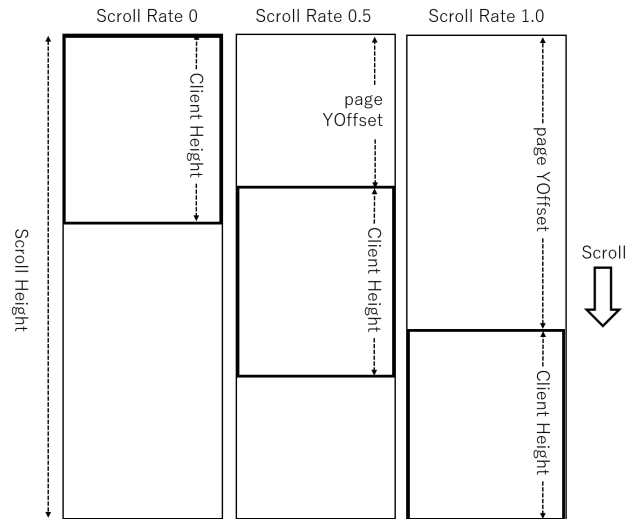 Scroll Rate 0
Scroll Rate 0.5
Scroll Rate 1.0
Scroll Height
Client Height
page
YOffset
Client Height
page YOffset
Client Height
Scroll